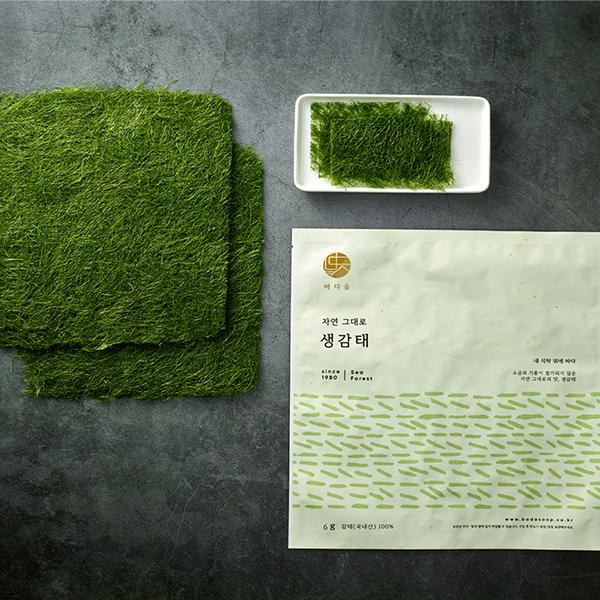 바다숲
자연 그대로
생감태
since
1980
Sea
Forest
내 식탁 위에 바다
소금과 기름이 첨가되지 않은
자연 그대로의 맛, 생감태
www.badasoop.co.kr
6g 감태(국내산) 100%